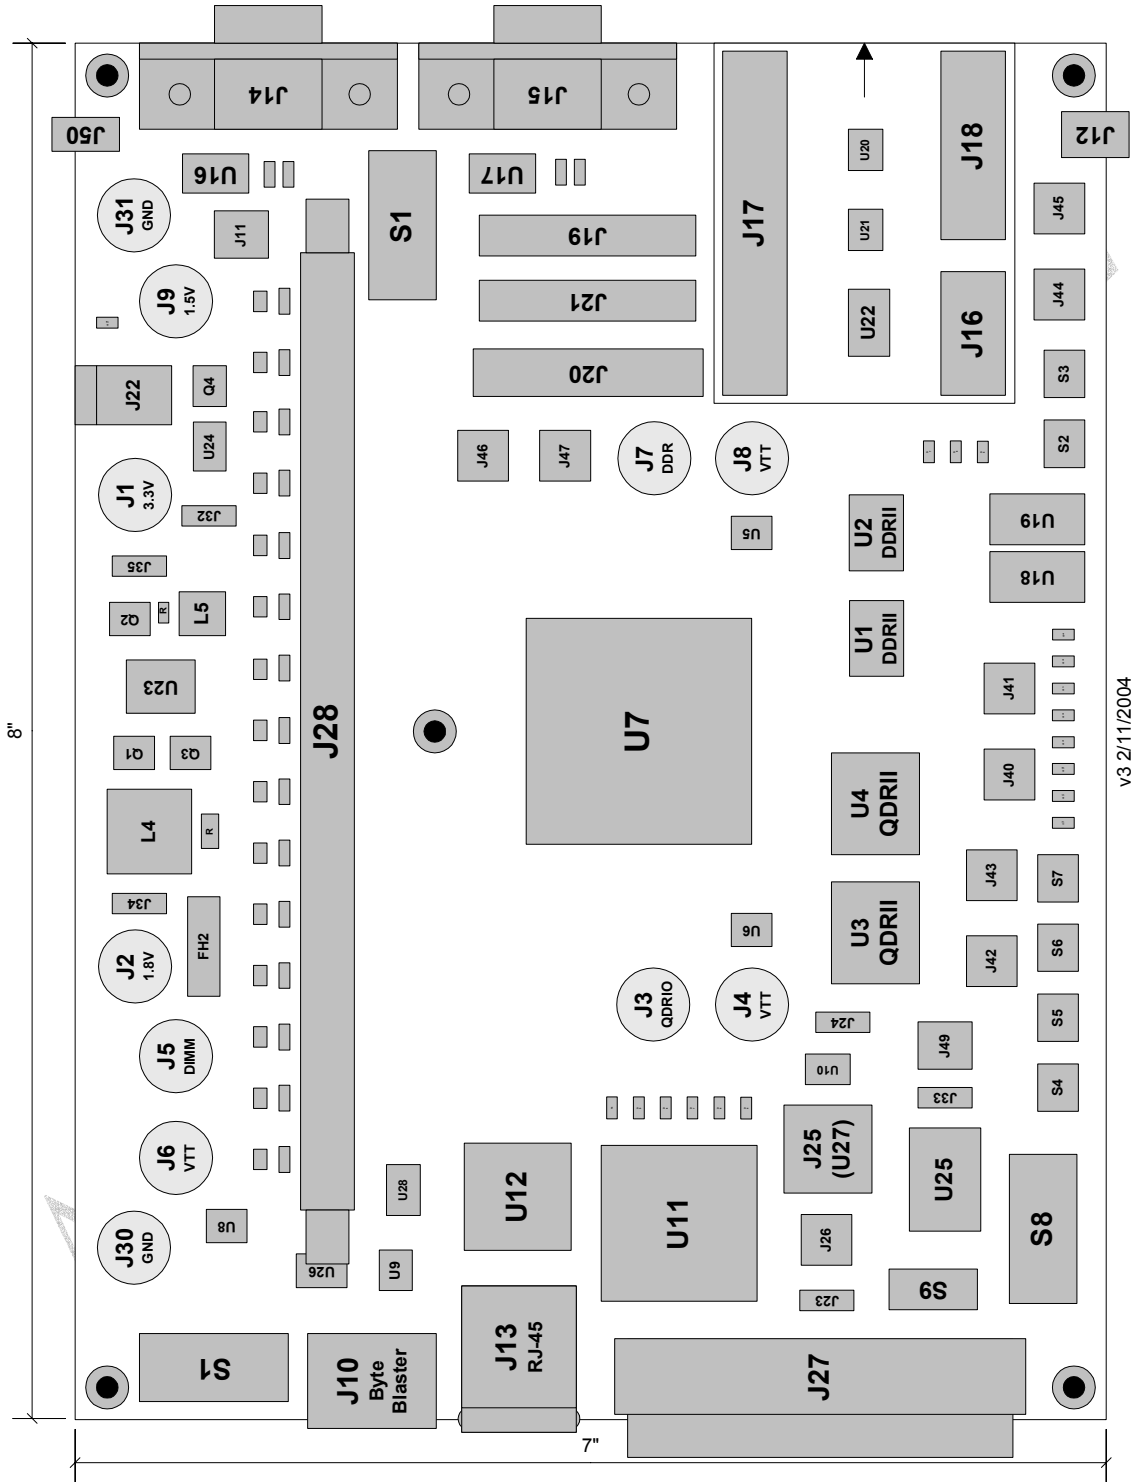 J14
J15
J50
J12
U16
U17
U20
J18
J31
GND
J11
S1
J19
J17
U21
J45
J9
1.5V
J21
U22
J44
J16
J22
Q4
J20
S3
U24
J46
J47
J7
DDR
J8
VTT
S2
J1
3.3V
J32
U5
U2
DDRII
U19
J35
U18
Q2
R
L5
U1
DDRII
U23
J41
8"
J28
U7
v3 2/11/2004
Q1
Q3
J40
L4
R
U4
QDRII
J43
S7
J34
FH2
U6
U3
QDRII
S6
J2
1.8V
J42
J3
QDRIO
J4
VTT
J24
S5
J5
DIMM
J49
U10
S4
J33
J6
VTT
J25
(U27)
U28
U12
U25
U8
U11
J26
S8
J30
GND
U26
U9
S9
J23
S1
J10
Byte
Blaster
J13
RJ-45
J27
7"